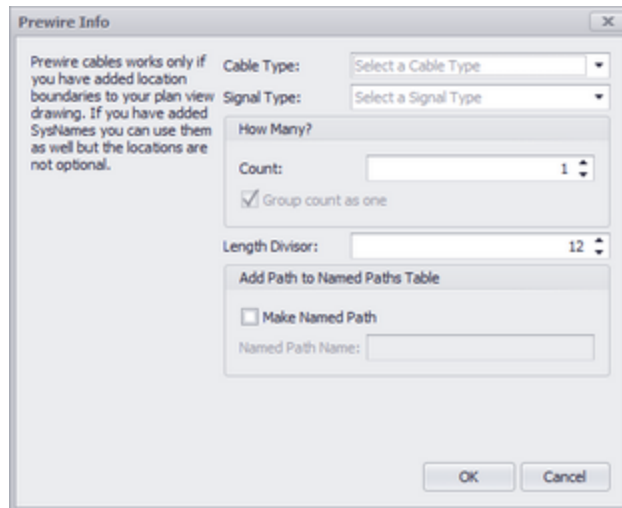 Prewire Info
Prewire cables works only if
you have added location
boundaries to your plan view
drawing. If you have added
SysNames you can use them
as well but the locations are
not optional.
Cable Type: Select a Cable Type
Signal Type: Select a Signal Type
How Many?
Count: 1
Group count as one
Length Divisor: 12
Add Path to Named Paths Table
Make Named Path
Named Path Name:
OK Cancel